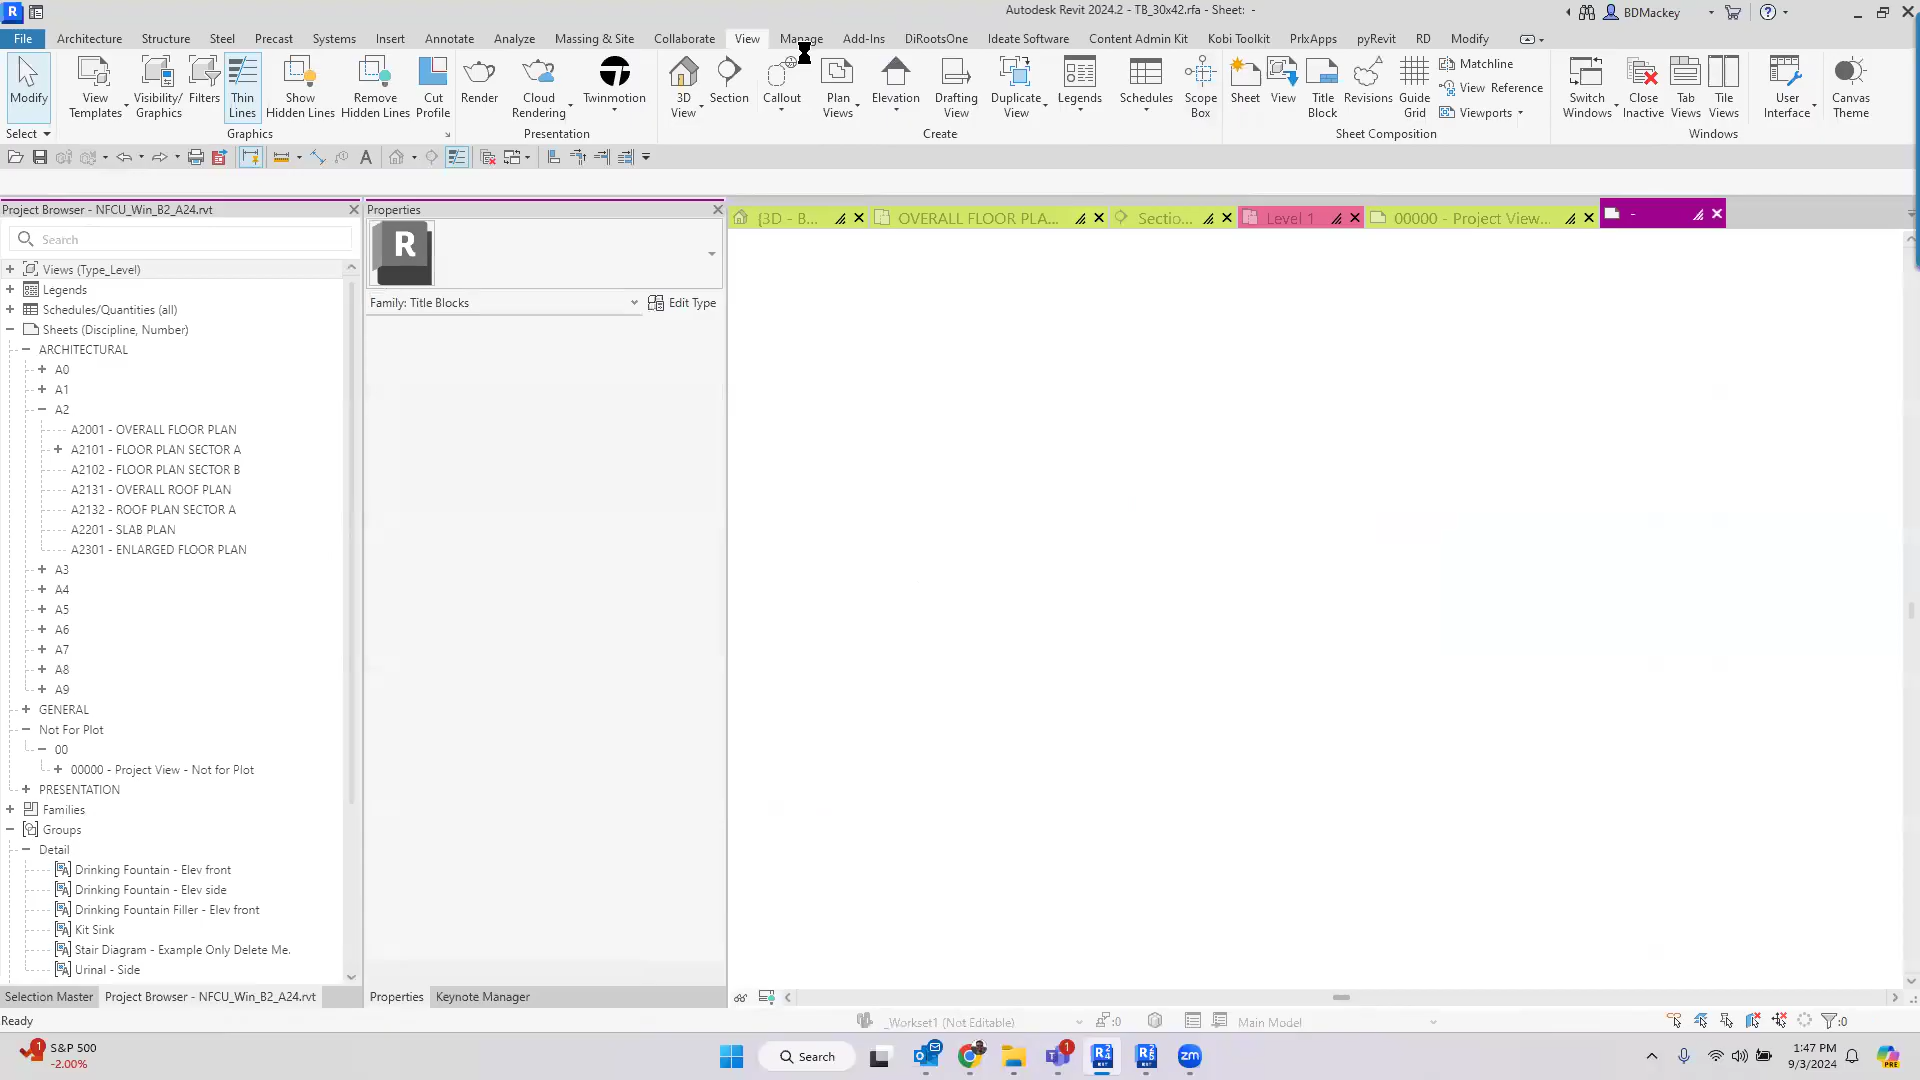 Autodesk Revit 2024.2 - TB_30x42.rfa - Sheet: -
BDMackey
File Architecture Structure Steel Precast Systems Insert Annotate Analyze Massing & Site Collaborate View Manage Add-Ins DiRootsOne Ideate Software Content Admin Kit Kobi Toolkit PrlxApps pyRevit RD Modify
Modify
View Templates
Visibility/ Graphics
Filters
Thin Lines
Show Hidden Lines
Remove Hidden Lines
Cut Profile
Render
Cloud Rendering
Twinmotion
3D View
Section
Callout
Plan Views
Elevation
Drafting View
Duplicate View
Legends
Schedules
Scope Box
Sheet
View
Title Block
Revisions
Guide Grid
Matchline
View Reference
Viewports
Switch Windows
Close Inactive
Tab Views
Tile Views
User Interface
Canvas Theme
Select Graphics Presentation Create Sheet Composition Windows
Project Browser - NFCU_Win_B2_A24.rvt
Search
Views (Type_Level)
Legends
Schedules/Quantities (all)
Sheets (Discipline, Number)
ARCHITECTURAL
A0
A1
A2
A2001 - OVERALL FLOOR PLAN
A2101 - FLOOR PLAN SECTOR A
A2102 - FLOOR PLAN SECTOR B
A2131 - OVERALL ROOF PLAN
A2132 - ROOF PLAN SECTOR A
A2201 - SLAB PLAN
A2301 - ENLARGED FLOOR PLAN
A3
A4
A5
A6
A7
A8
A9
GENERAL
Not For Plot
00
00000 - Project View - Not for Plot
PRESENTATION
Families
Groups
Detail
Drinking Fountain - Elev front
Drinking Fountain - Elev side
Drinking Fountain Filler - Elev front
Kit Sink
Stair Diagram - Example Only Delete Me.
Urinal - Side
Selection Master Project Browser - NFCU_Win_B2_A24.rvt
Properties
R
Family: Title Blocks
Edit Type
Properties Keynote Manager
{3D - B... OVERALL FLOOR PLA... Sectio... Level 1 00000 - Project View... -
Ready
_Workset1 (Not Editable)
:0
Main Model
:0
S&P 500
-2.00%
Search
1:47 PM
9/3/2024